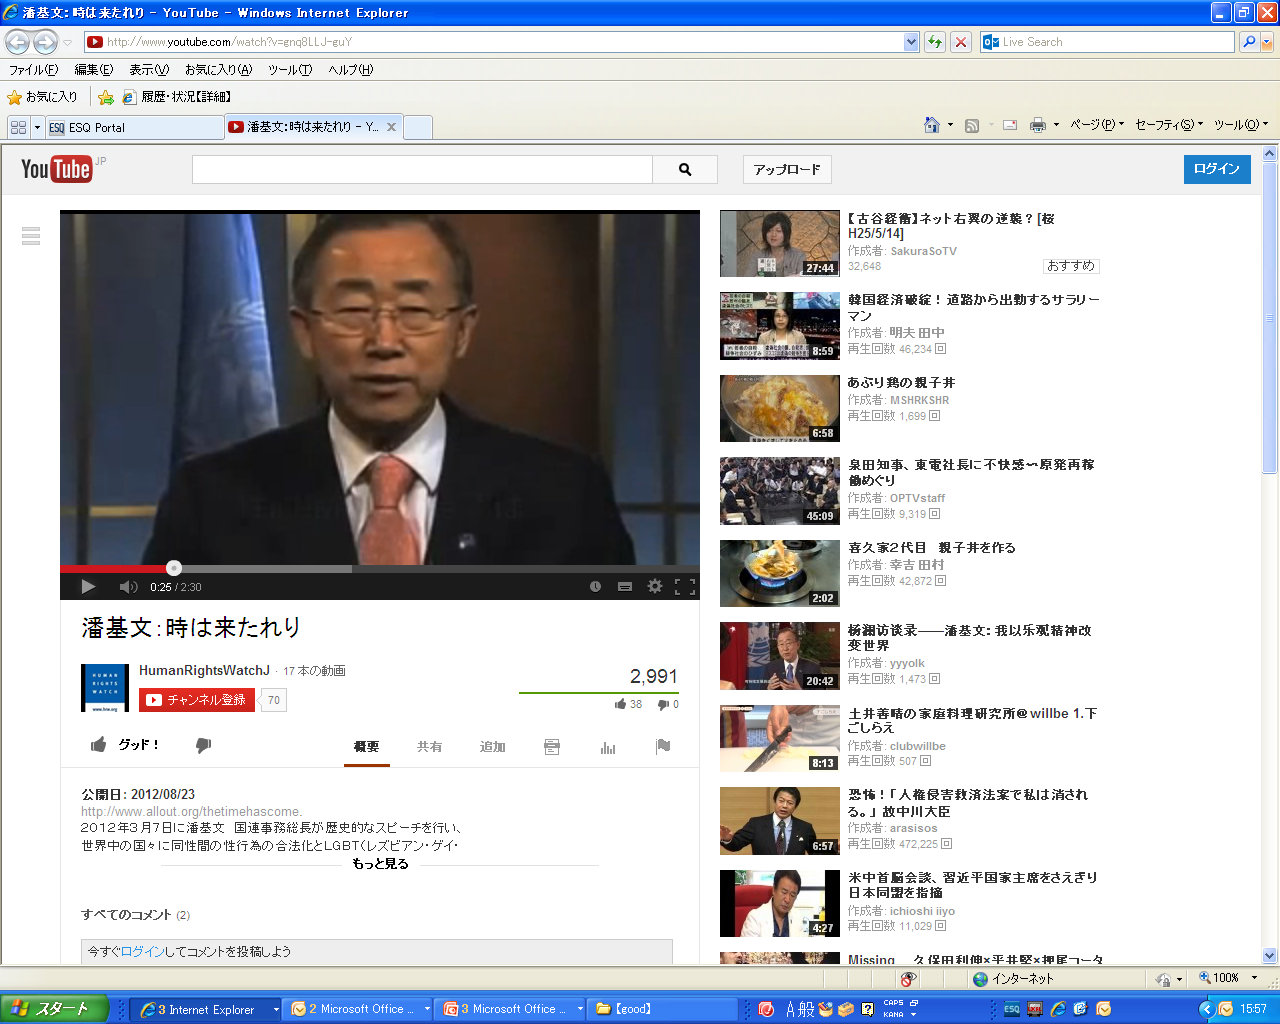 潘基文：時は来たれり - YouTube - Windows Internet Explorer
http://www.youtube.com/watch?v=gnq8LLJ-guY
Live Search
ファイル(F) 編集(E) 表示(V) お気に入り(A) ツール(T) ヘルプ(H)
お気に入り 履歴・状況【詳細】
ESQ ESQ Portal 潘基文：時は来たれり - Y... ページ(P) セーフティ(S) ツール(O)
YouTube JP アップロード ログイン
0:25 / 2:30
潘基文：時は来たれり
HUMAN RIGHTS WATCH
www.hrw.org
HumanRightsWatchJ · 17 本の動画
チャンネル登録 70
2,991
38 0
グッド！ 概要 共有 追加
公開日: 2012/08/23
http://www.allout.org/thetimehascome.
２０１２年３月７日に潘基文　国連事務総長が歴史的なスピーチを行い、
世界中の国々に同性間の性行為の合法化とLGBT（レズビアン・ゲイ・
もっと見る
すべてのコメント (2)
今すぐログインしてコメントを投稿しよう
【古谷経衡】ネット右翼の逆襲？[桜
H25/5/14]
作成者: SakuraSoTV
32,648 おすすめ
27:44
韓国経済破綻！道路から出勤するサラリー
マン
作成者: 明夫 田中
再生回数 46,234 回
8:59
あぶり鶏の親子丼
作成者: MSHRKSHR
再生回数 1,699 回
6:58
泉田知事、東電社長に不快感〜原発再稼
働めぐり
作成者: OPTVstaff
再生回数 9,319 回
45:09
喜久家２代目　親子丼を作る
作成者: 幸吉 田村
再生回数 42,872 回
2:02
杨澜访谈录——潘基文: 我以乐观精神改
变世界
作成者: yyyolk
再生回数 1,473 回
20:42
土井善晴の家庭料理研究所＠willbe 1.下
ごしらえ
作成者: clubwillbe
再生回数 507 回
8:13
恐怖！「人権侵害救済法案で私は消され
る。」故中川大臣
作成者: arasisos
再生回数 472,225 回
6:57
米中首脳会談、習近平国家主席をさえぎり
日本同盟を指摘
作成者: ichioshi iiyo
再生回数 11,029 回
4:27
Missing 久保田利伸×平井堅×押尾コータ
インターネット 100%
スタート 3 Internet Explorer 2 Microsoft Office ... 3 Microsoft Office ... 【good】 A 般 CAPS KANA ESQ 15:57